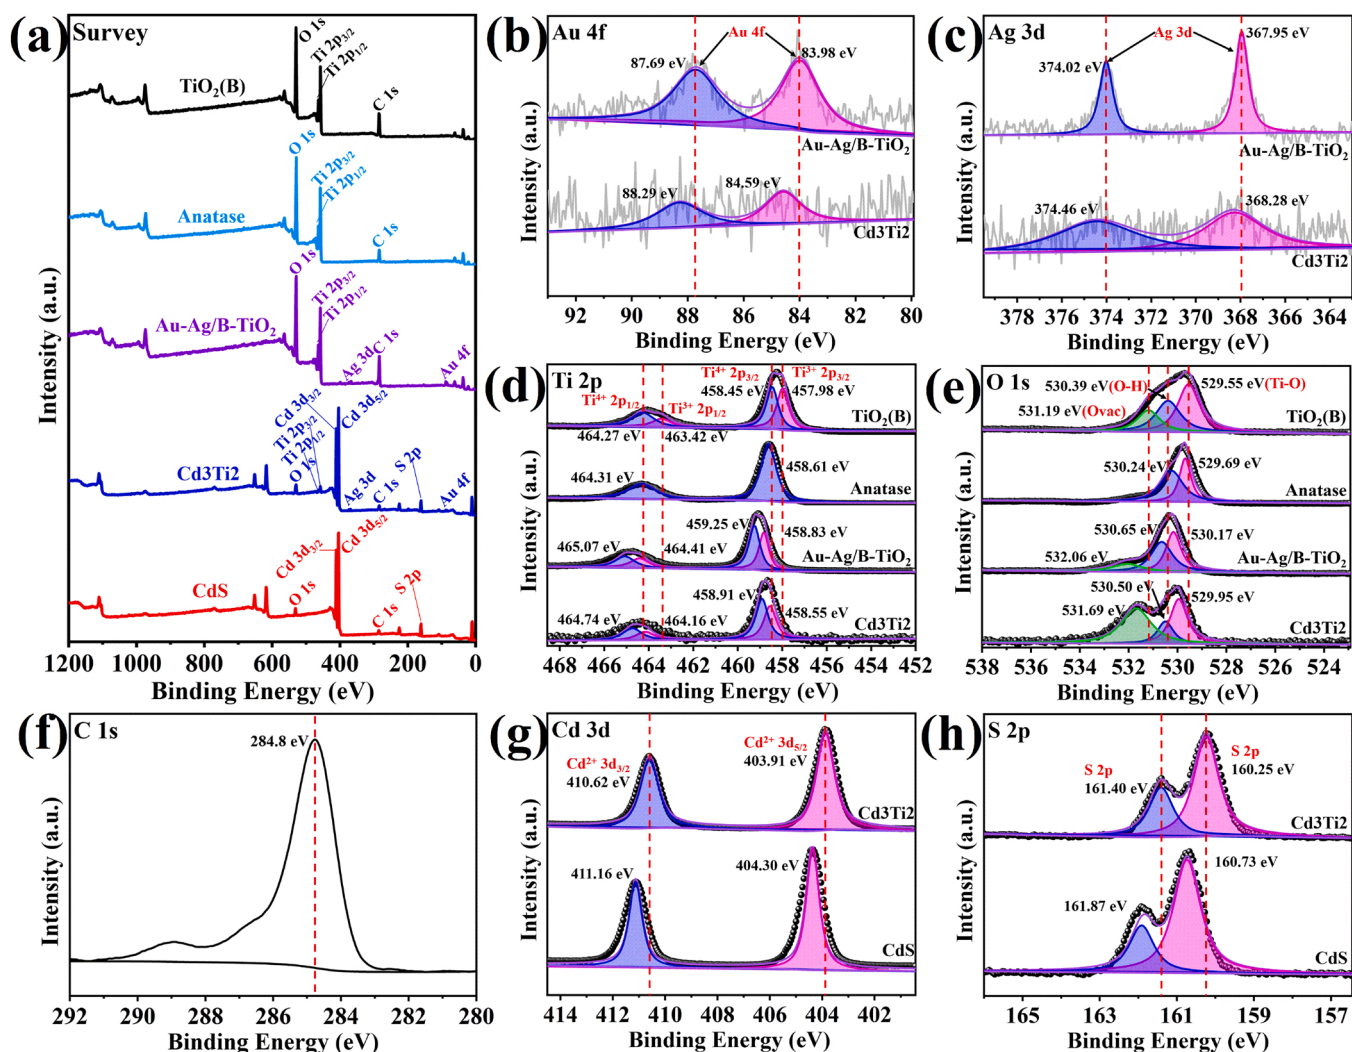 (a) Survey
O 1s
Ti 2p3/2
Ti 2p1/2
TiO2(B)
C 1s
O 1s
Ti 2p3/2
Ti 2p1/2
Anatase
C 1s
O 1s
Ti 2p3/2
Ti 2p1/2
Au-Ag/B-TiO2
Ag 3d
C 1s
Au 4f
Cd 3d3/2
Cd 3d5/2
Ti 2p3/2
Ti 2p1/2
O 1s
Cd3Ti2
Ag 3d
C 1s
S 2p
Au 4f
Cd 3d3/2
Cd 3d5/2
CdS
O 1s
C 1s
S 2p
Intensity (a.u.)
1200 1000 800 600 400 200 0
Binding Energy (eV)
(b) Au 4f
87.69 eV
Au 4f
83.98 eV
Au-Ag/B-TiO2
88.29 eV
84.59 eV
Cd3Ti2
Intensity (a.u.)
92 90 88 86 84 82 80
Binding Energy (eV)
(c) Ag 3d
374.02 eV
Ag 3d
367.95 eV
Au-Ag/B-TiO2
374.46 eV
368.28 eV
Cd3Ti2
Intensity (a.u.)
378 376 374 372 370 368 366 364
Binding Energy (eV)
(d) Ti 2p
Ti4+ 2p3/2
458.45 eV
Ti3+ 2p3/2
457.98 eV
Ti4+ 2p1/2
Ti3+ 2p1/2
464.27 eV
463.42 eV
TiO2(B)
464.31 eV
458.61 eV
Anatase
459.25 eV
458.83 eV
465.07 eV
464.41 eV
Au-Ag/B-TiO2
458.91 eV
458.55 eV
464.74 eV
464.16 eV
Cd3Ti2
Intensity (a.u.)
468 466 464 462 460 458 456 454 452
Binding Energy (eV)
(e) O 1s
530.39 eV(O-H)
529.55 eV(Ti-O)
531.19 eV(Ovac)
TiO2(B)
530.24 eV
529.69 eV
Anatase
530.65 eV
530.17 eV
532.06 eV
Au-Ag/B-TiO2
530.50 eV
529.95 eV
531.69 eV
Cd3Ti2
Intensity (a.u.)
538 536 534 532 530 528 526 524
Binding Energy (eV)
(f) C 1s
284.8 eV
Intensity (a.u.)
292 290 288 286 284 282 280
Binding Energy (eV)
(g) Cd 3d
Cd2+ 3d3/2
410.62 eV
Cd2+ 3d5/2
403.91 eV
Cd3Ti2
411.16 eV
404.30 eV
CdS
Intensity (a.u.)
414 412 410 408 406 404 402
Binding Energy (eV)
(h) S 2p
S 2p
161.40 eV
S 2p
160.25 eV
Cd3Ti2
161.87 eV
160.73 eV
CdS
Intensity (a.u.)
165 163 161 159 157
Binding Energy (eV)